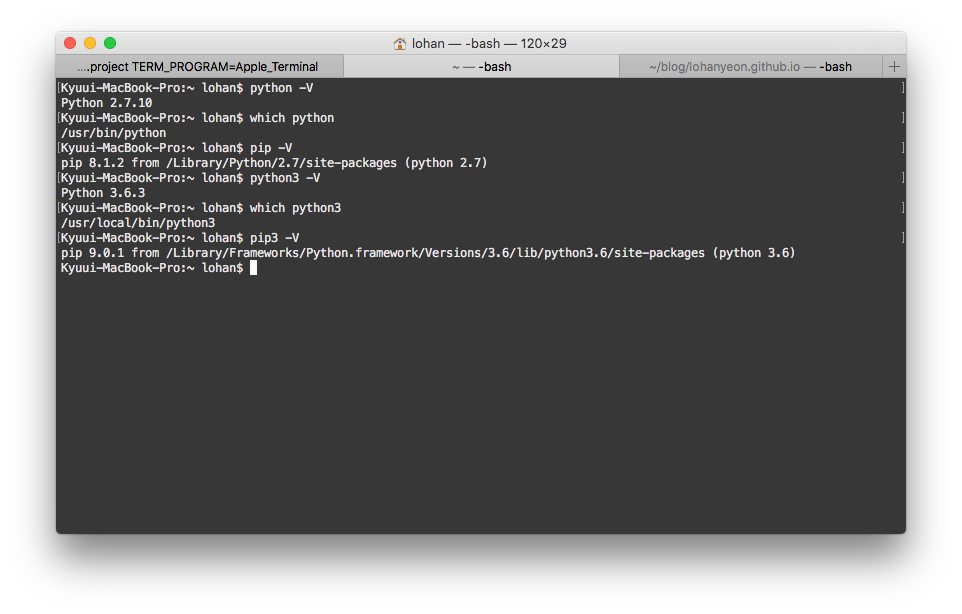 lohan — -bash — 120×29
....project TERM_PROGRAM=Apple_Terminal
~ — -bash
~/blog/lohanyeon.github.io — -bash
[Kyuui-MacBook-Pro:~ lohan$ python -V ]
Python 2.7.10
[Kyuui-MacBook-Pro:~ lohan$ which python ]
/usr/bin/python
[Kyuui-MacBook-Pro:~ lohan$ pip -V ]
pip 8.1.2 from /Library/Python/2.7/site-packages (python 2.7)
[Kyuui-MacBook-Pro:~ lohan$ python3 -V ]
Python 3.6.3
[Kyuui-MacBook-Pro:~ lohan$ which python3 ]
/usr/local/bin/python3
[Kyuui-MacBook-Pro:~ lohan$ pip3 -V ]
pip 9.0.1 from /Library/Frameworks/Python.framework/Versions/3.6/lib/python3.6/site-packages (python 3.6)
Kyuui-MacBook-Pro:~ lohan$